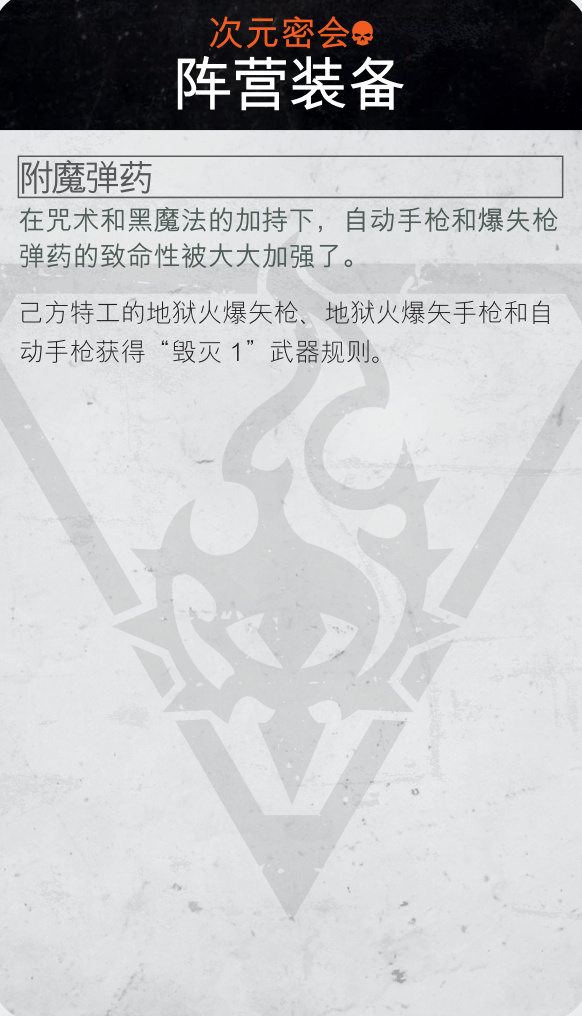 次元密会
阵营装备
附魔弹药
在咒术和黑魔法的加持下，自动手枪和爆失枪
弹药的致命性被大大加强了。
己方特工的地狱火爆矢枪、地狱火爆矢手枪和自
动手枪获得“毁灭 1”武器规则。